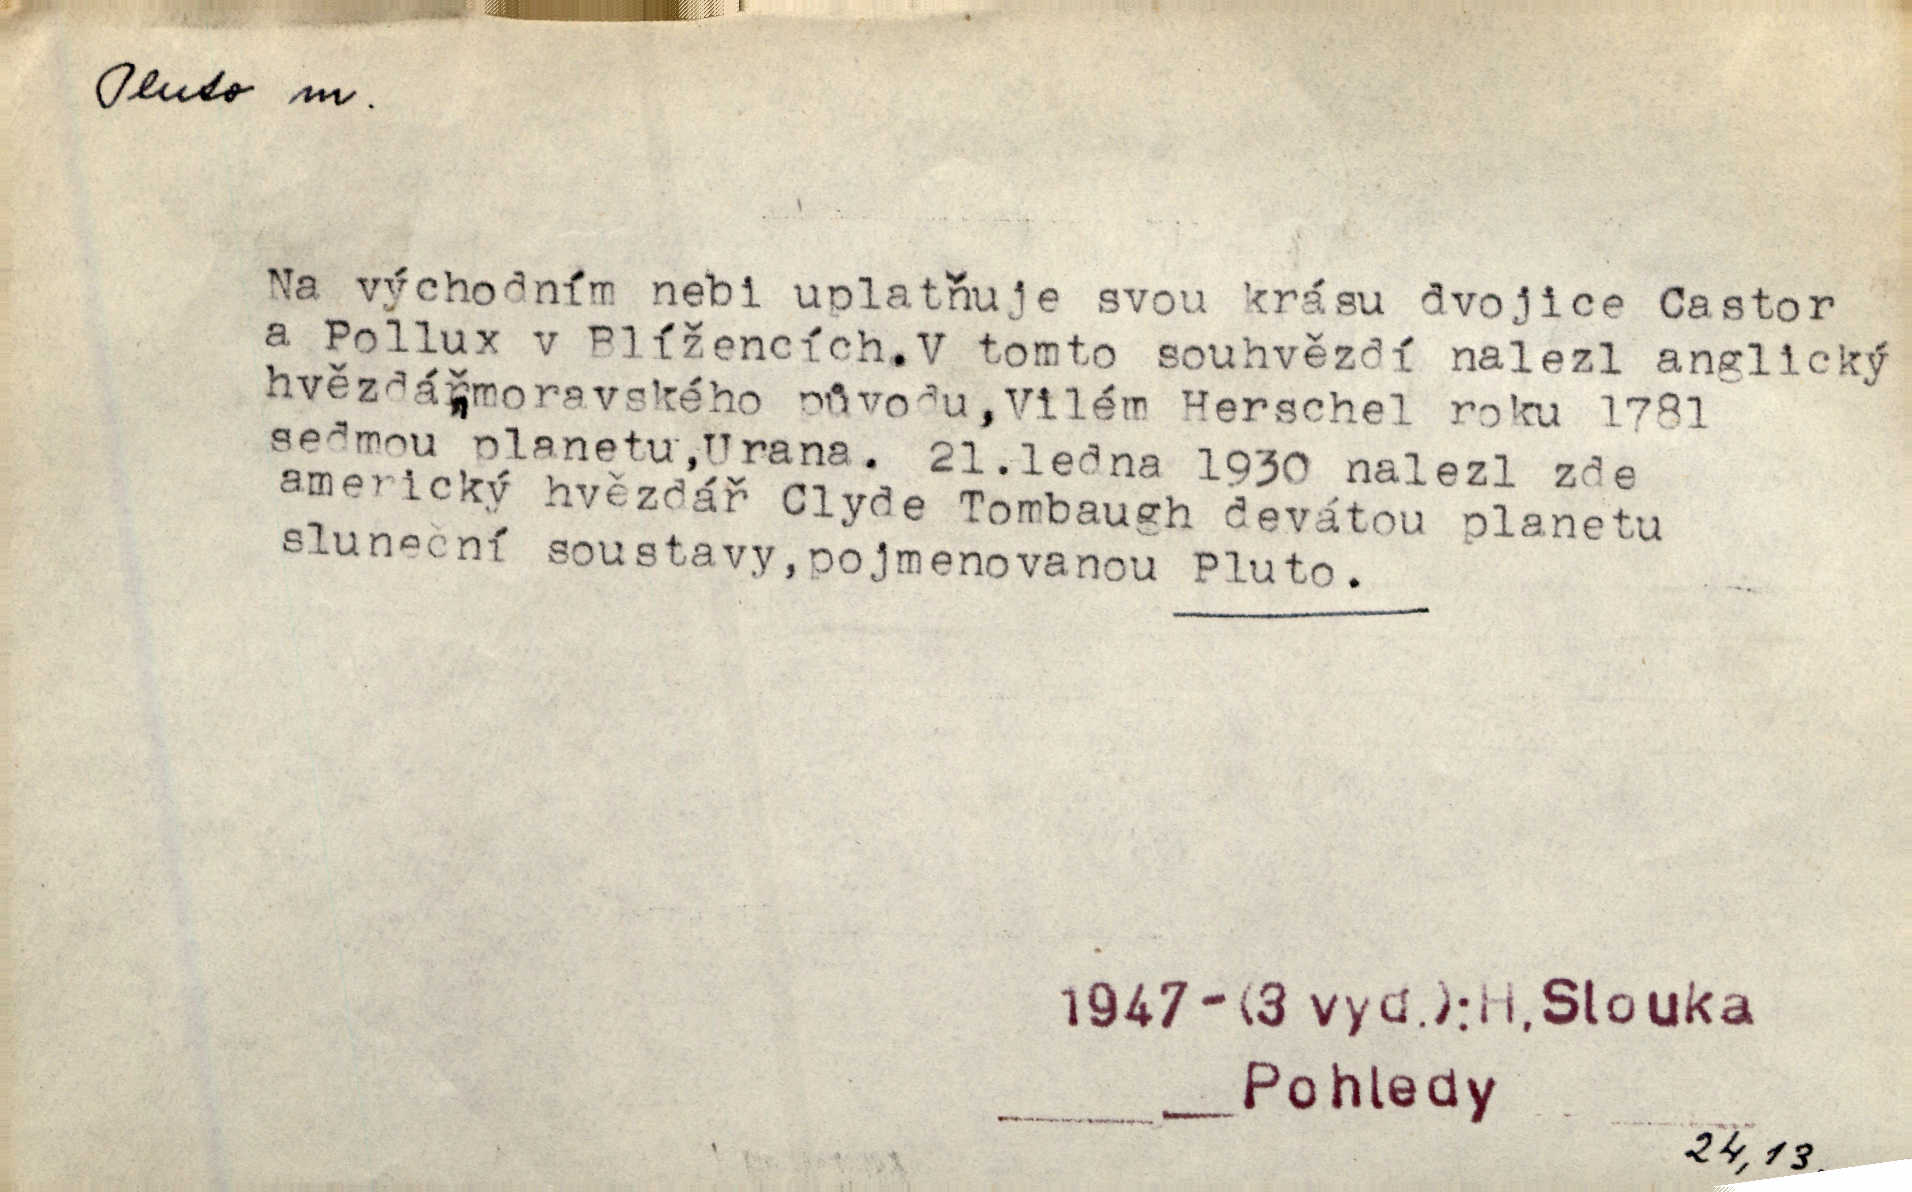 Pluto m.
Na východním nebi uplatňuje svou krásu dvojice Castor
a Pollux v Blížencích.V tomto souhvězdí nalezl anglický
hvězdář,moravského původu,Vilém Herschel roku 1781
sedmou planetu,Urana. 21.ledna 1930 nalezl zde
americký hvězdář Clyde Tombaugh devátou planetu
sluneční soustavy,pojmenovanou Pluto.
1947-(3 vyd.):H.Slouka
Pohledy
24,13.